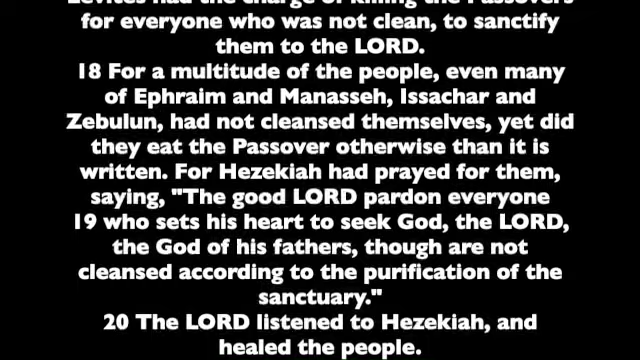 Levites had the charge of killing the Passovers
for everyone who was not clean, to sanctify
them to the LORD.
18 For a multitude of the people, even many
of Ephraim and Manasseh, Issachar and
Zebulun, had not cleansed themselves, yet did
they eat the Passover otherwise than it is
written. For Hezekiah had prayed for them,
saying, "The good LORD pardon everyone
19 who sets his heart to seek God, the LORD,
the God of his fathers, though are not
cleansed according to the purification of the
sanctuary."
20 The LORD listened to Hezekiah, and
healed the people.